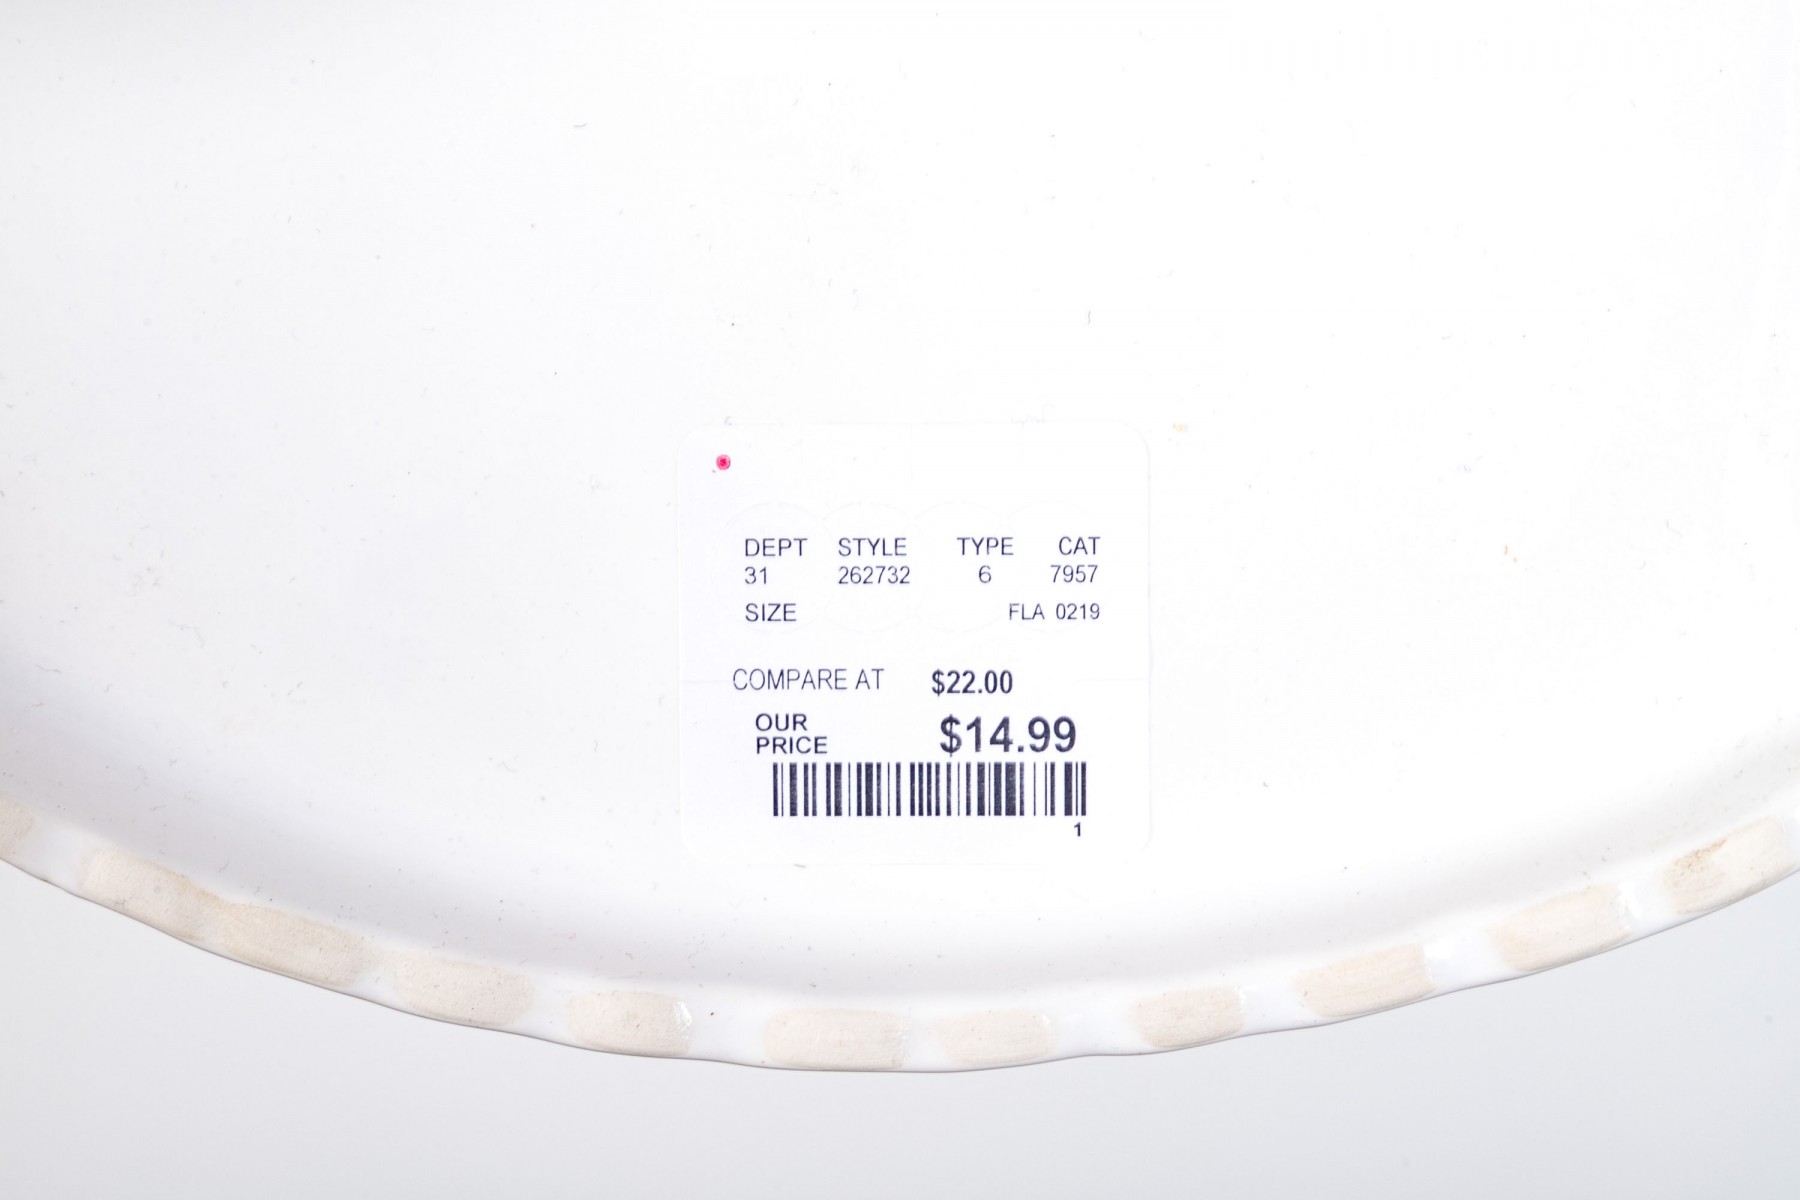 DEPT STYLE TYPE CAT
31 262732 6 7957
SIZE FLA 0219
COMPARE AT $22.00
OUR
PRICE $14.99
1